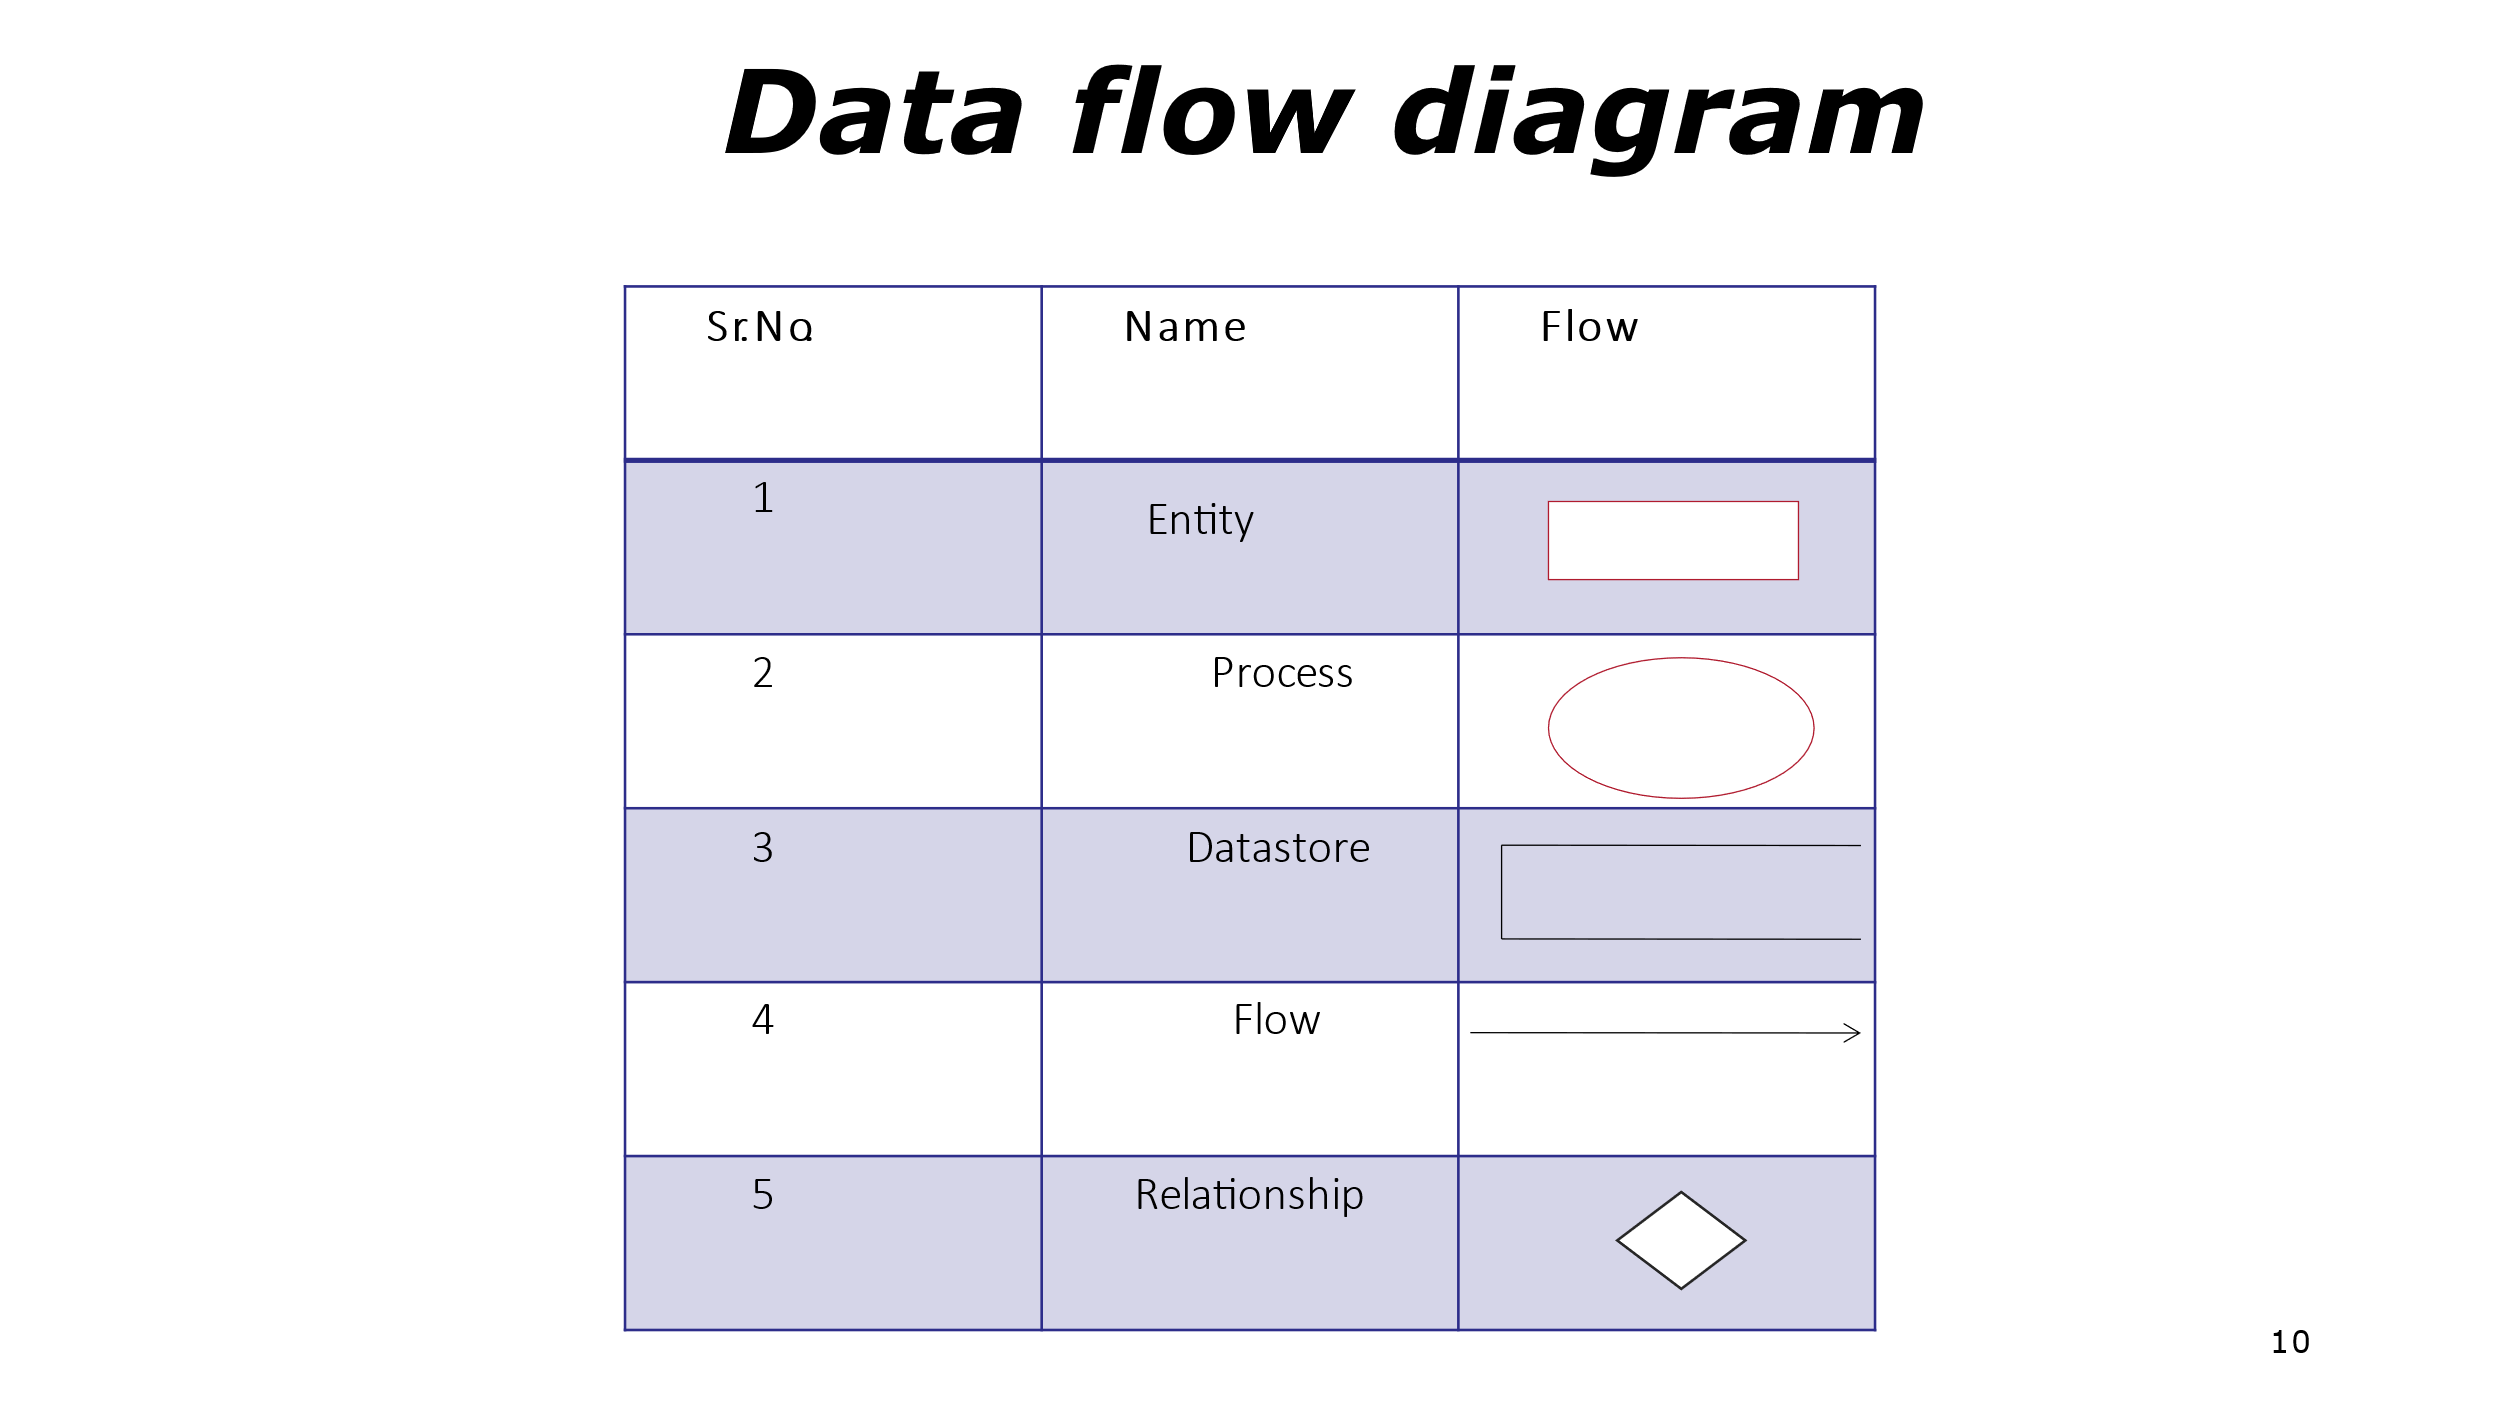 Data flow diagram
Sr.No. Name Flow
1 Entity
2 Process
3 Datastore
4 Flow
5 Relationship
10